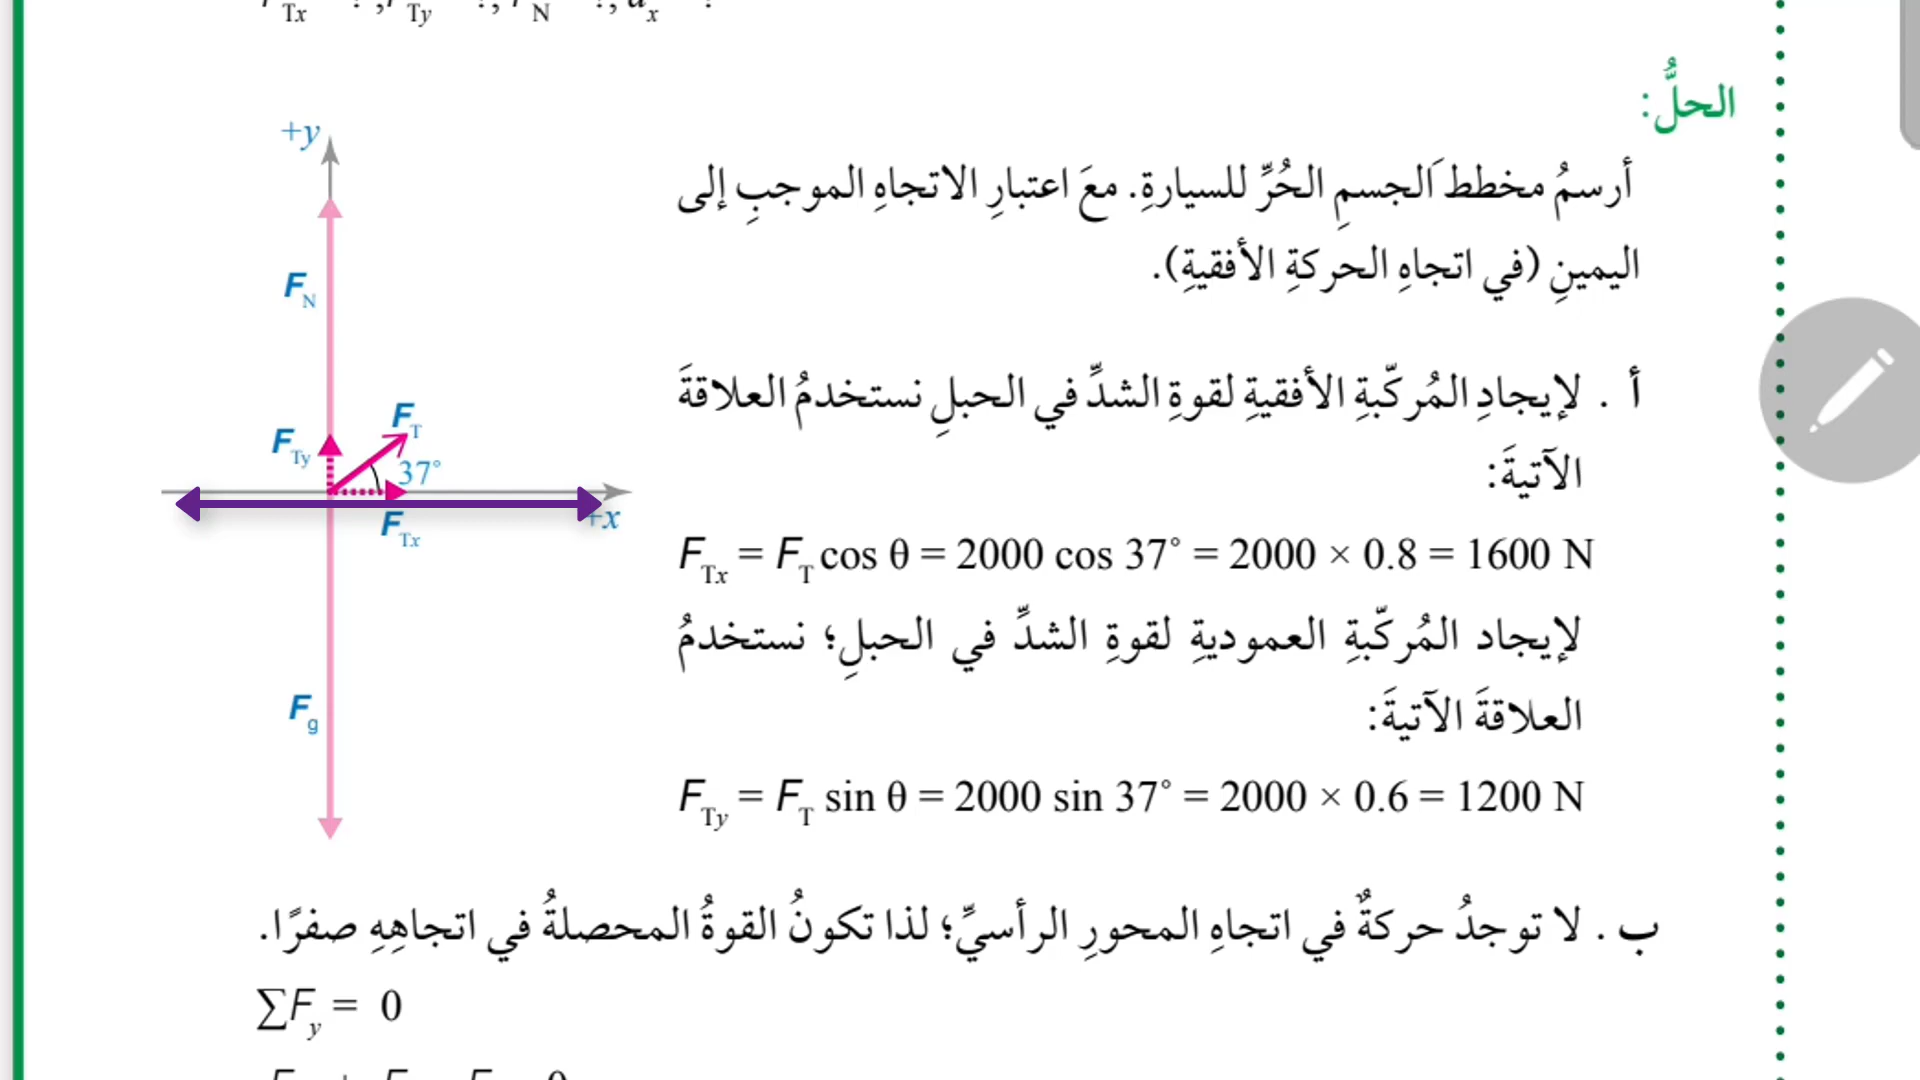 الحلُّ:
أرسمُ مخططَ الجسمِ الحُرِّ للسيارةِ. معَ اعتبارِ الاتجاهِ الموجبِ إلى
اليمينِ (في اتجاهِ الحركةِ الأفقيةِ).
+y
F_N
F_Ty
F_T
37°
F_Tx
+x
F_g
أ . لإيجادِ المُركّبةِ الأفقيةِ لقوةِ الشدِّ في الحبلِ نستخدمُ العلاقةَ
الآتيةَ:
F_Tx = F_T cos θ = 2000 cos 37° = 2000 × 0.8 = 1600 N
لإيجاد المُركّبةِ العموديةِ لقوةِ الشدِّ في الحبلِ؛ نستخدمُ
العلاقةَ الآتيةَ:
F_Ty = F_T sin θ = 2000 sin 37° = 2000 × 0.6 = 1200 N
ب . لا توجدُ حركةٌ في اتجاهِ المحورِ الرأسيِّ؛ لذا تكونُ القوةُ المحصلةُ في اتجاهِهِ صفرًا.
∑F_y = 0